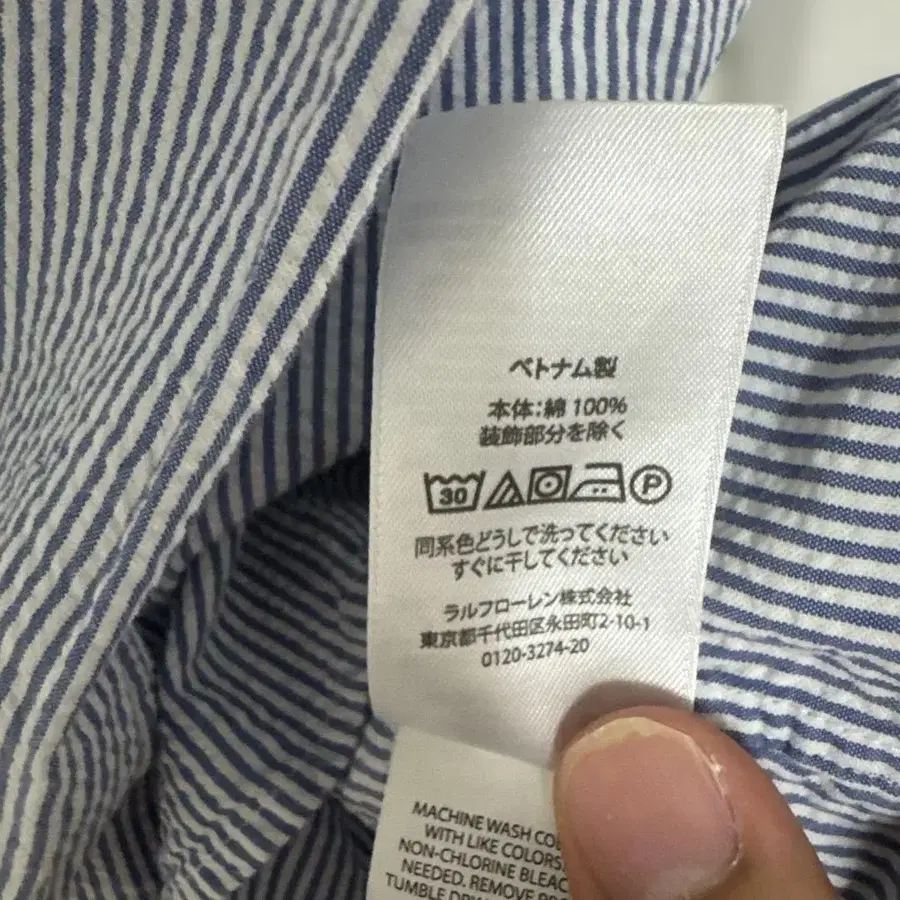 ベトナム製
本体：綿 100%
装飾部分を除く
30 P
同系色どうしで洗ってください
すぐに干してください
ラルフローレン株式会社
東京都千代田区永田町2-10-1
0120-3274-20
MACHINE WASH
WITH LIKE COLORS
NON-CHLORINE
NEEDED. REMOVE
TUMBLE